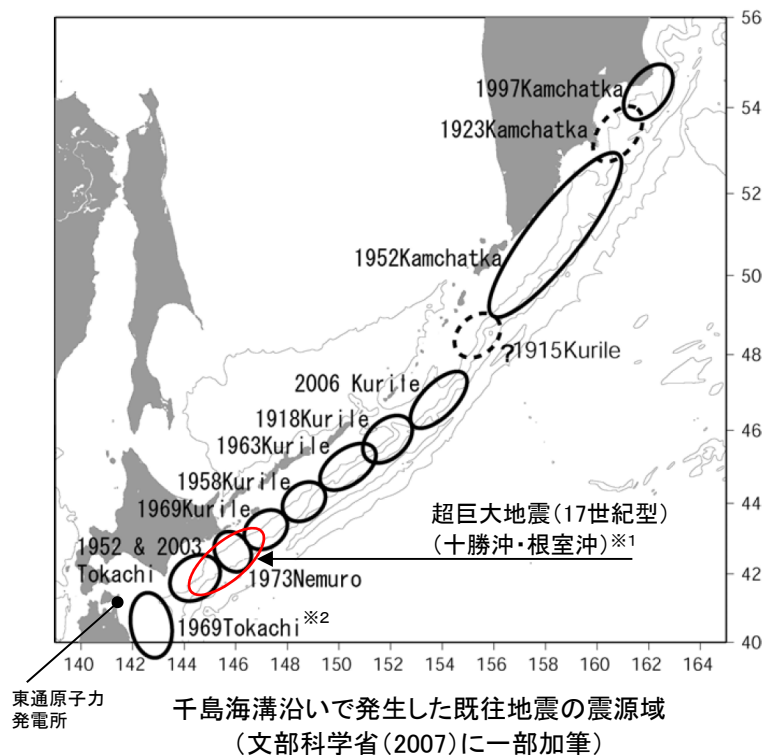 56
1997Kamchatka
54
1923Kamchatka
52
1952Kamchatka
50
?1915Kurile
48
2006 Kurile
1918Kurile
46
1963Kurile
1958Kurile
44
1969Kurile
超巨大地震(17世紀型)
(十勝沖・根室沖)※1
1952 & 2003
Tokachi
1973Nemuro
42
1969Tokachi※2
40
140 142 144 146 148 150 152 154 156 158 160 162 164
東通原子力
発電所
千島海溝沿いで発生した既往地震の震源域
(文部科学省(2007)に一部加筆)